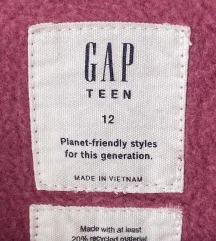 GAP
TEEN
12
Planet-friendly styles
for this generation.
MADE IN VIETNAM
Made with at least
20% recycled material